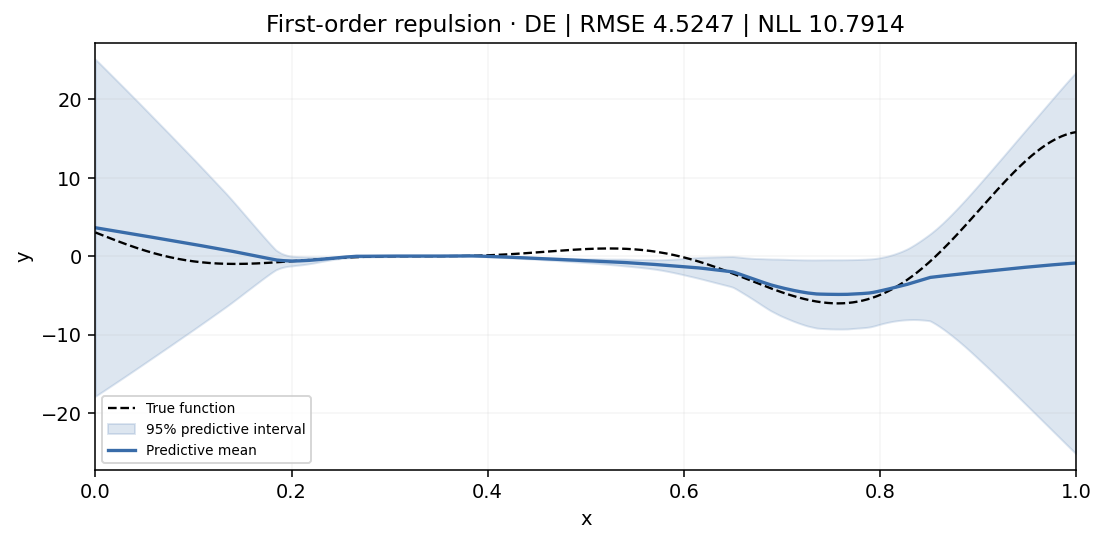 First-order repulsion · DE | RMSE 4.5247 | NLL 10.7914
y
20
10
0
−10
−20
True function
95% predictive interval
Predictive mean
0.0 0.2 0.4 0.6 0.8 1.0
x